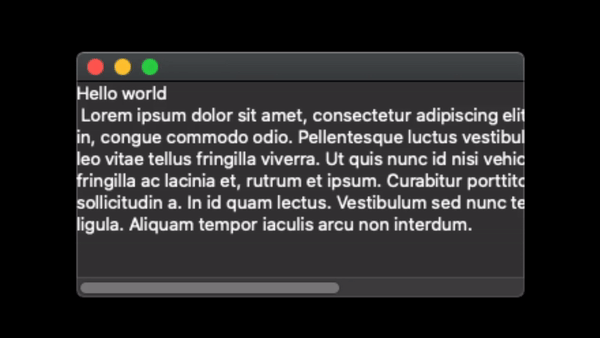 Hello world
Lorem ipsum dolor sit amet, consectetur adipiscing elit
in, congue commodo odio. Pellentesque luctus vestibul
leo vitae tellus fringilla viverra. Ut quis nunc id nisi vehic
fringilla ac lacinia et, rutrum et ipsum. Curabitur porttito
sollicitudin a. In id quam lectus. Vestibulum sed nunc te
ligula. Aliquam tempor iaculis arcu non interdum.